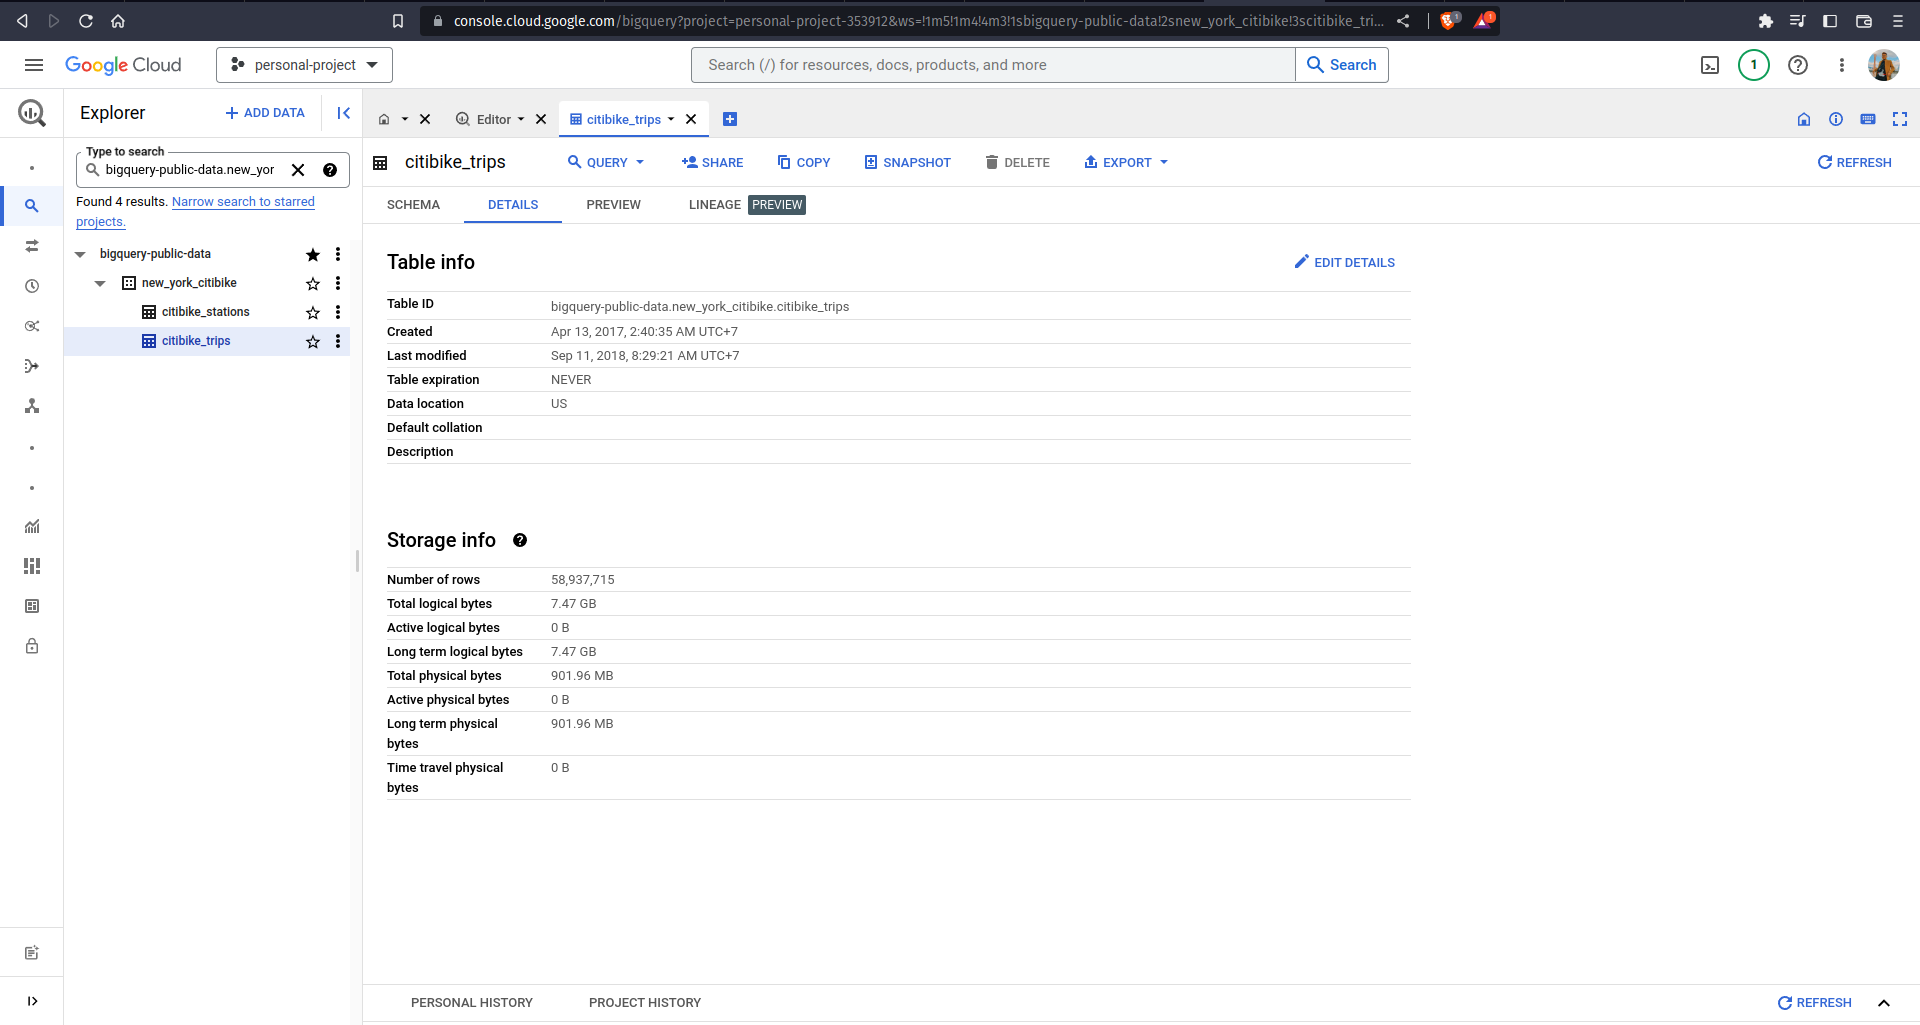 console.cloud.google.com/bigquery?project=personal-project-353912&ws=!1m5!1m4!4m3!1sbigquery-public-data!2snew_york_citibike!3scitibike_tri...
1
1
Google Cloud
personal-project
Search (/) for resources, docs, products, and more
Search
1
Explorer
ADD DATA
Editor
citibike_trips
Type to search
bigquery-public-data.new_yor
Found 4 results. Narrow search to starred
projects.
bigquery-public-data
new_york_citibike
citibike_stations
citibike_trips
citibike_trips
QUERY
SHARE
COPY
SNAPSHOT
DELETE
EXPORT
REFRESH
SCHEMA
DETAILS
PREVIEW
LINEAGE PREVIEW
Table info
EDIT DETAILS
Table ID bigquery-public-data.new_york_citibike.citibike_trips
Created Apr 13, 2017, 2:40:35 AM UTC+7
Last modified Sep 11, 2018, 8:29:21 AM UTC+7
Table expiration NEVER
Data location US
Default collation
Description
Storage info
Number of rows 58,937,715
Total logical bytes 7.47 GB
Active logical bytes 0 B
Long term logical bytes 7.47 GB
Total physical bytes 901.96 MB
Active physical bytes 0 B
Long term physical 901.96 MB
bytes
Time travel physical 0 B
bytes
PERSONAL HISTORY
PROJECT HISTORY
REFRESH